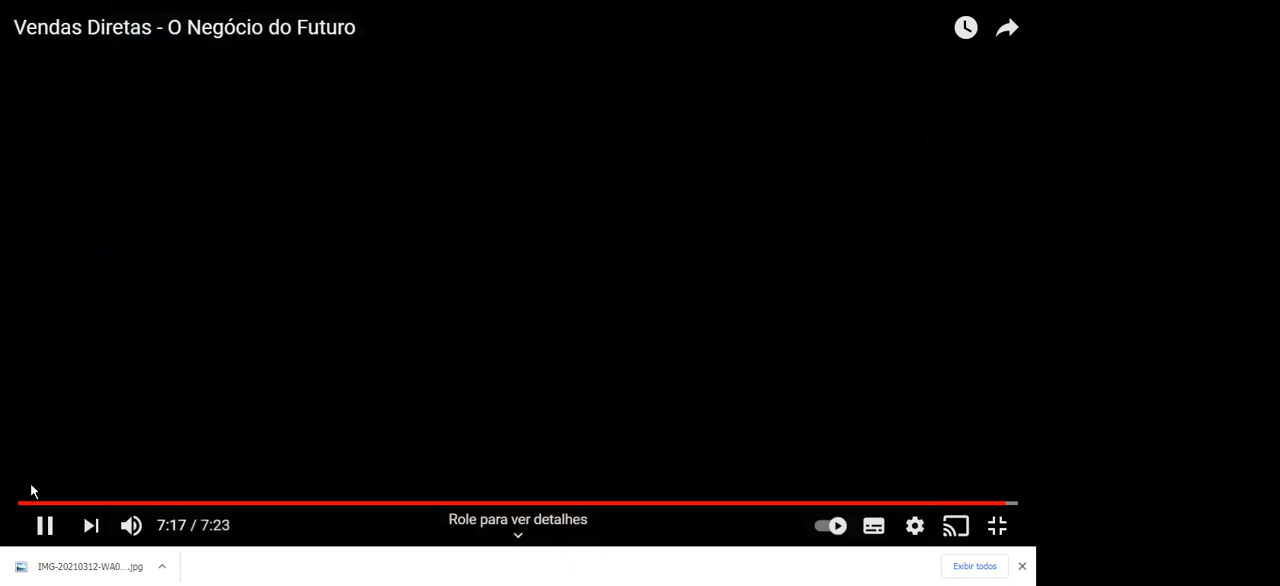 Vendas Diretas - O Negócio do Futuro
7:17 / 7:23
Role para ver detalhes
IMG-20210312-WA0....jpg
Exibir todos